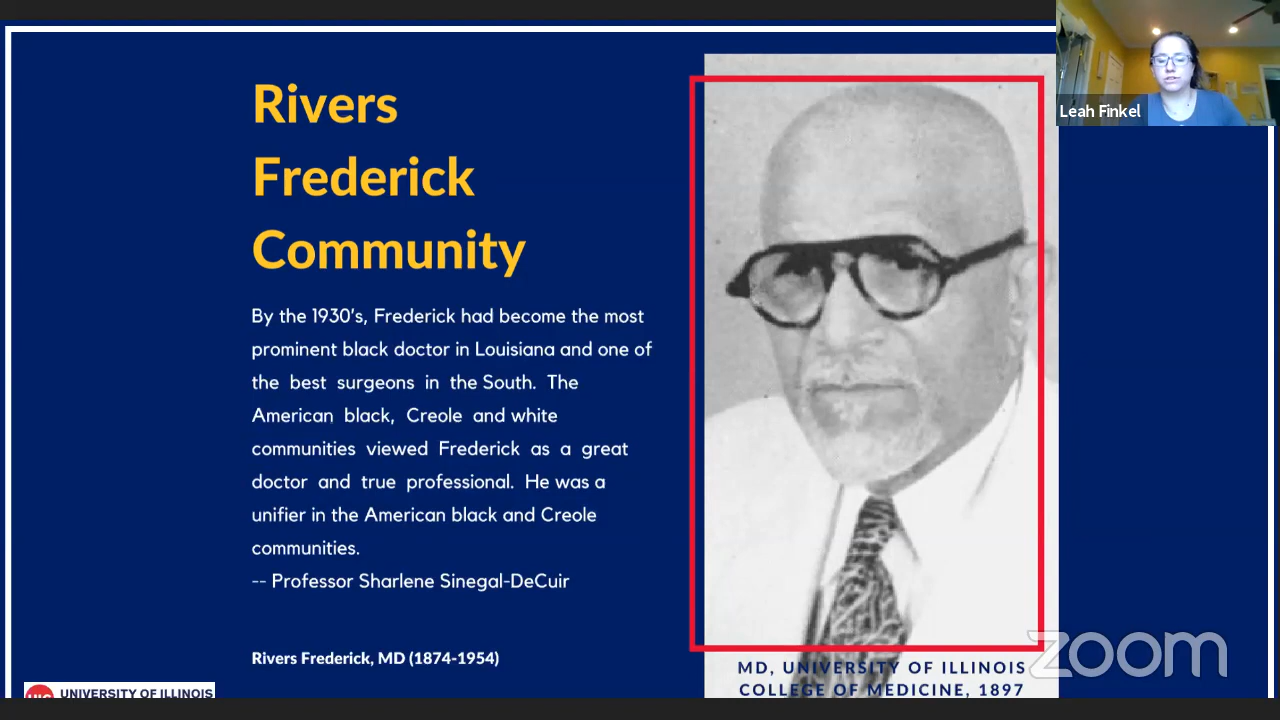 Rivers
Frederick
Community
By the 1930's, Frederick had become the most
prominent black doctor in Louisiana and one of
the best surgeons in the South. The
American black, Creole and white
communities viewed Frederick as a great
doctor and true professional. He was a
unifier in the American black and Creole
communities.
-- Professor Sharlene Sinegal-DeCuir
Rivers Frederick, MD (1874-1954)
UIC UNIVERSITY OF ILLINOIS
MD, UNIVERSITY OF ILLINOIS
COLLEGE OF MEDICINE, 1897
Leah Finkel
zoom